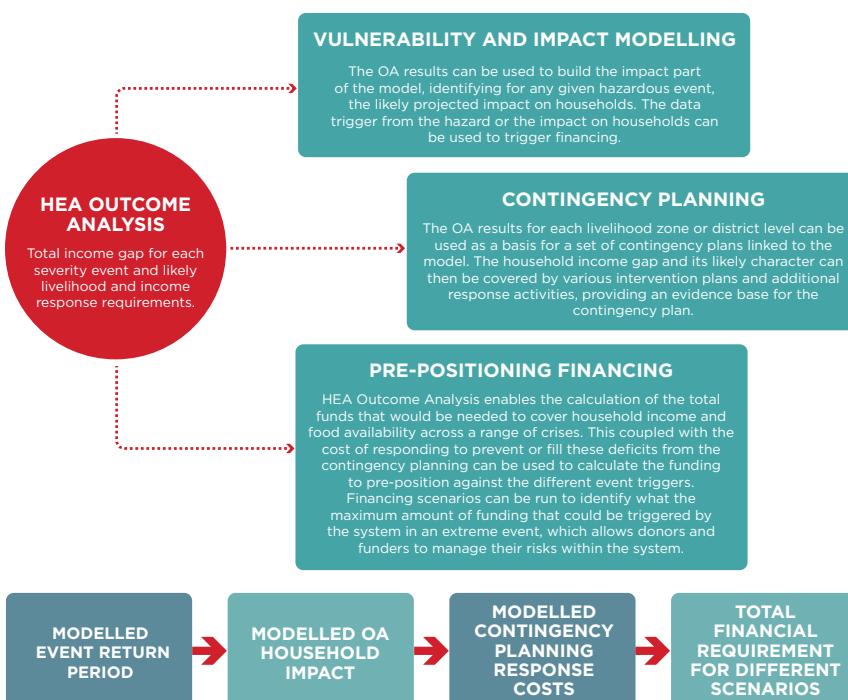 VULNERABILITY AND IMPACT MODELLING
The OA results can be used to build the impact part
of the model, identifying for any given hazardous event,
the likely projected impact on households. The data
trigger from the hazard or the impact on households can
be used to trigger financing.
HEA OUTCOME
ANALYSIS
Total income gap for each
severity event and likely
livelihood and income
response requirements.
CONTINGENCY PLANNING
The OA results for each livelihood zone or district level can be
used as a basis for a set of contingency plans linked to the
model. The household income gap and its likely character can
then be covered by various intervention plans and additional
response activities, providing an evidence base for the
contingency plan.
PRE-POSITIONING FINANCING
HEA Outcome Analysis enables the calculation of the total
funds that would be needed to cover household income and
food availability across a range of crises. This coupled with the
cost of responding to prevent or fill these deficits from the
contingency planning can be used to calculate the funding
to pre-position against the different event triggers.
Financing scenarios can be run to identify what the
maximum amount of funding that could be triggered by
the system in an extreme event, which allows donors and
funders to manage their risks within the system.
MODELLED
EVENT RETURN
PERIOD
MODELLED OA
HOUSEHOLD
IMPACT
MODELLED
CONTINGENCY
PLANNING
RESPONSE
COSTS
TOTAL
FINANCIAL
REQUIREMENT
FOR DIFFERENT
SCENARIOS